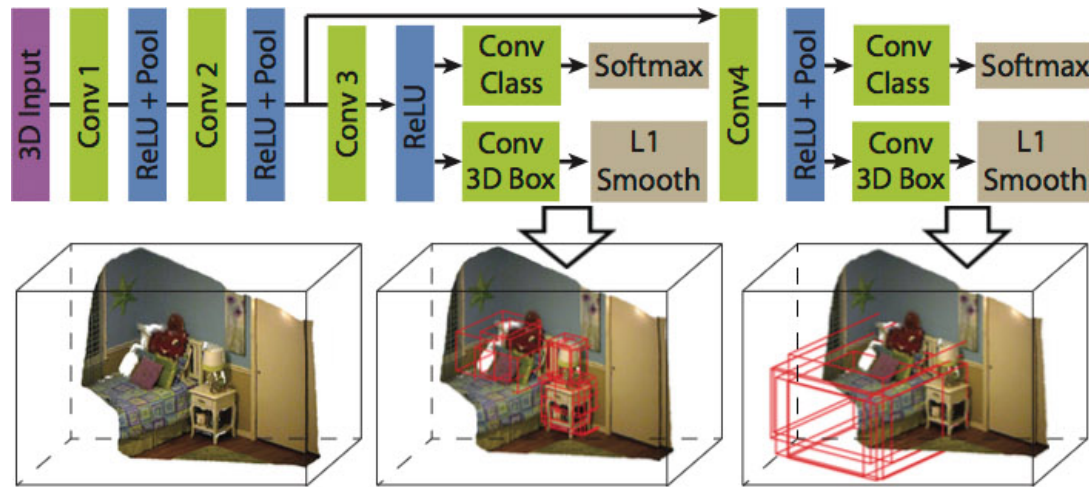 3D Input
Conv 1
ReLU + Pool
Conv 2
ReLU + Pool
Conv 3
ReLU
Conv
Class
Softmax
Conv
3D Box
L1
Smooth
Conv4
ReLU + Pool
Conv
Class
Softmax
Conv
3D Box
L1
Smooth